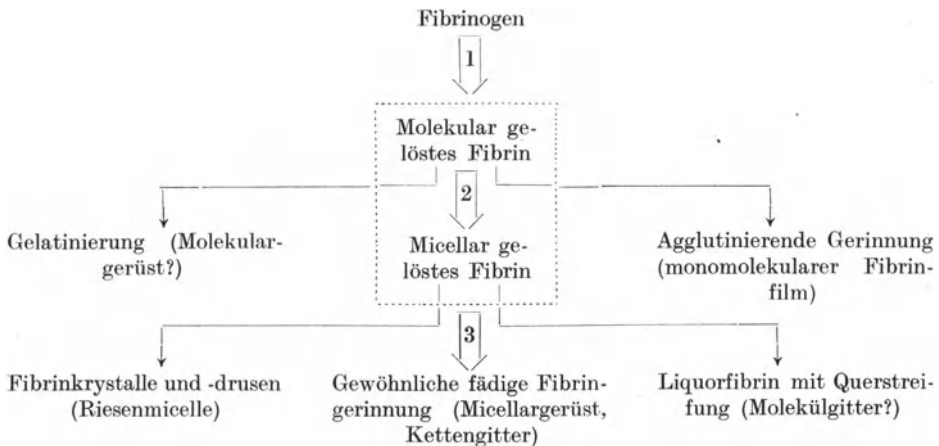 Fibrinogen
1
Molekular ge-
löstes Fibrin
2
Gelatinierung (Molekular-
gerüst?)
Micellar ge-
löstes Fibrin
Agglutinierende Gerinnung
(monomolekularer Fibrin-
film)
3
Fibrinkrystalle und -drusen
(Riesenmicelle)
Gewöhnliche fädige Fibrin-
gerinnung (Micellargerüst,
Kettengitter)
Liquorfibrin mit Querstrei-
fung (Molekülgitter?)